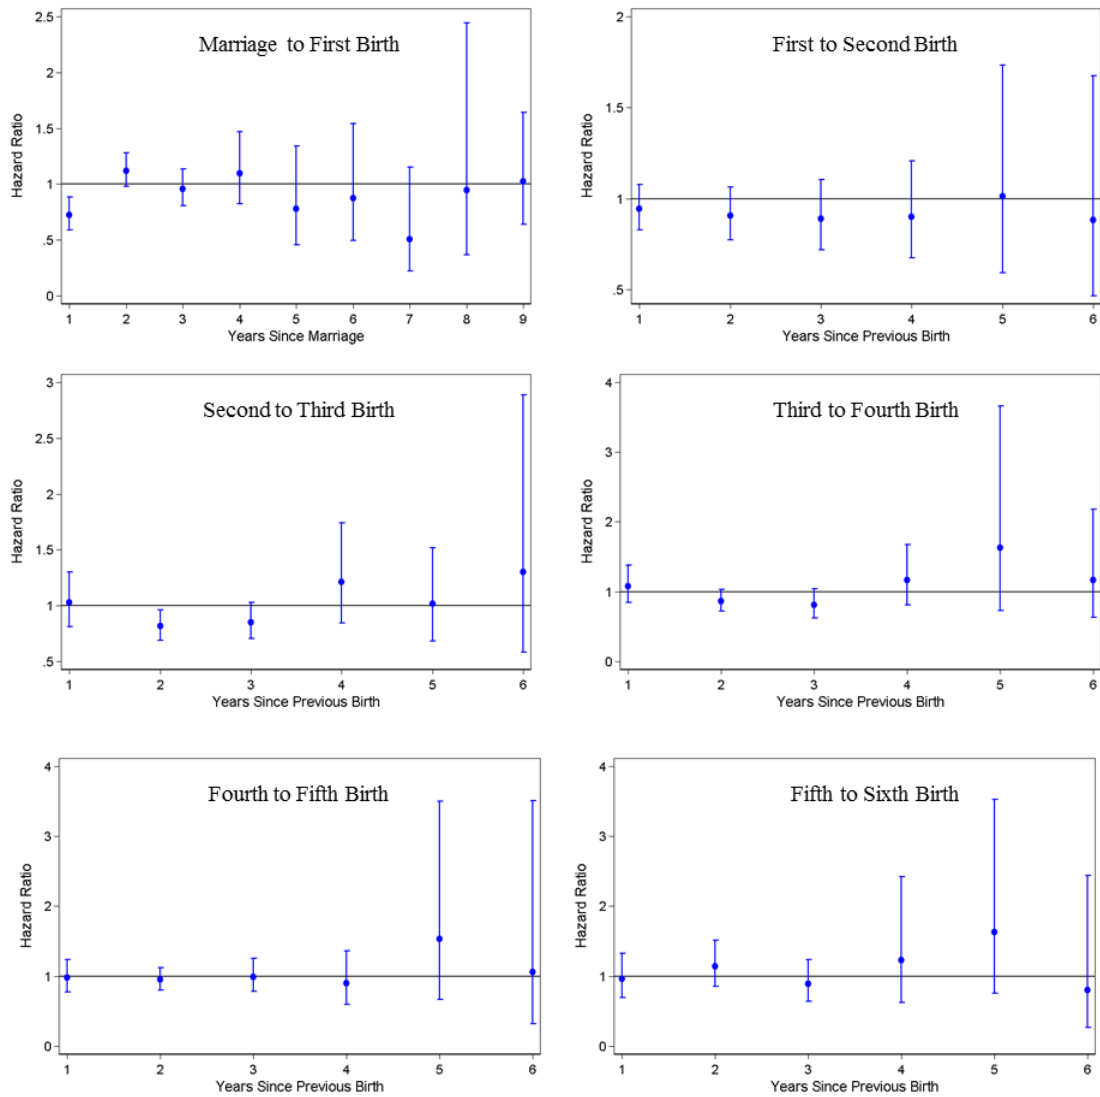 Marriage to First Birth
Hazard Ratio
2.5
2
1.5
1
.5
0
1 2 3 4 5 6 7 8 9
Years Since Marriage
First to Second Birth
Hazard Ratio
2
1.5
1
.5
1 2 3 4 5 6
Years Since Previous Birth
Second to Third Birth
Hazard Ratio
3
2.5
2
1.5
1
.5
1 2 3 4 5 6
Years Since Previous Birth
Third to Fourth Birth
Hazard Ratio
4
3
2
1
0
1 2 3 4 5 6
Years Since Previous Birth
Fourth to Fifth Birth
Hazard Ratio
4
3
2
1
0
1 2 3 4 5 6
Years Since Previous Birth
Fifth to Sixth Birth
Hazard Ratio
4
3
2
1
0
1 2 3 4 5 6
Years Since Previous Birth